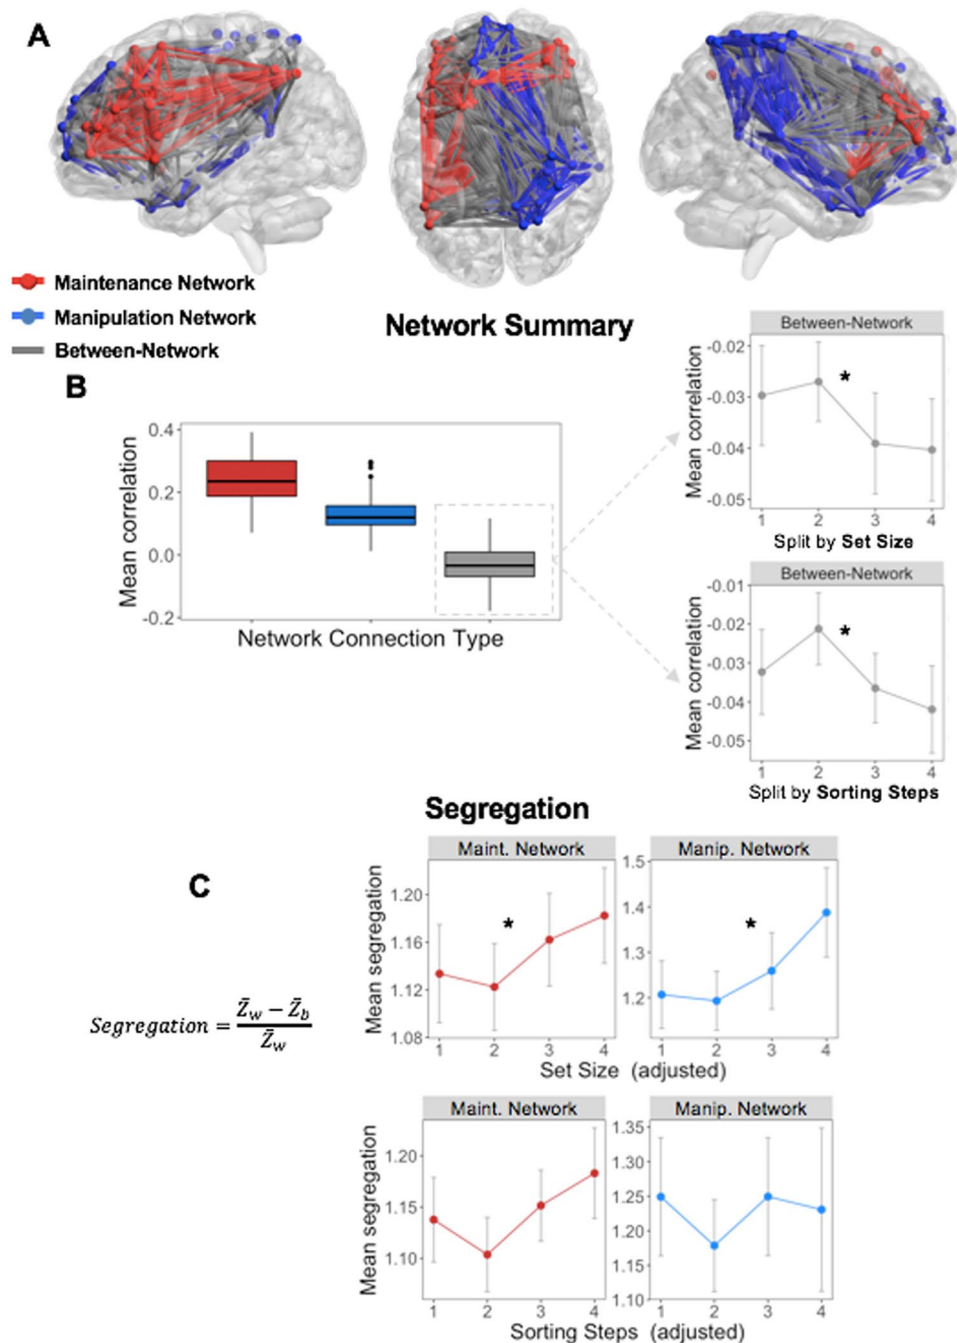 A
Maintenance Network
Manipulation Network
Between-Network
Network Summary
B
Mean correlation
0.4
0.2
0.0
-0.2
Network Connection Type
Between-Network
Mean correlation
-0.02
-0.03
-0.04
-0.05
1 2 3 4
Split by Set Size
Between-Network
Mean correlation
-0.01
-0.02
-0.03
-0.04
-0.05
1 2 3 4
Split by Sorting Steps
*
*
Segregation
C
Segregation = (Z̄w − Z̄b) / Z̄w
Maint. Network
Manip. Network
Mean segregation
1.20
1.16
1.12
1.08
1 2 3 4
*
1.5
1.4
1.3
1.2
1 2 3 4
*
Set Size (adjusted)
Maint. Network
Manip. Network
Mean segregation
1.20
1.15
1.10
1 2 3 4
1.35
1.30
1.25
1.20
1.15
1.10
1 2 3 4
Sorting Steps (adjusted)